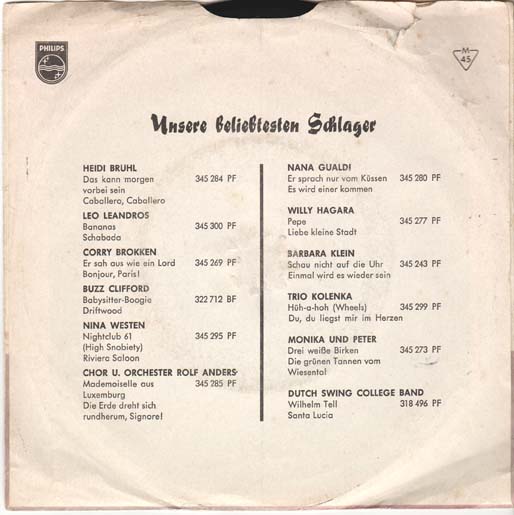 PHILIPS
M
45
Unsere beliebtesten Schlager
HEIDI BRUHL
Das kann morgen 345 284 PF
vorbei sein
Caballero, Caballero
LEO LEANDROS
Bananas 345 300 PF
Schabada
CORRY BROKKEN
Er sah aus wie ein Lord 345 269 PF
Bonjour, Paris!
BUZZ CLIFFORD
Babysitter-Boogie 322 712 BF
Driftwood
NINA WESTEN
Nightclub 61 345 295 PF
(High Snobiety)
Riviera Saloon
CHOR U. ORCHESTER ROLF ANDERS
Mademoiselle aus 345 285 PF
Luxemburg
Die Erde dreht sich
rundherum, Signore!
NANA GUALDI
Er sprach nur vom Küssen 345 280 PF
Es wird einer kommen
WILLY HAGARA
Pepe 345 277 PF
Liebe kleine Stadt
BARBARA KLEIN
Schau nicht auf die Uhr 345 243 PF
Einmal wird es wieder sein
TRIO KOLENKA
Hüh-a-hoh (Wheels) 345 299 PF
Du, du liegst mir im Herzen
MONIKA UND PETER
Drei weiße Birken 345 273 PF
Die grünen Tannen vom
Wiesental
DUTCH SWING COLLEGE BAND
Wilhelm Tell 318 496 PF
Santa Lucia